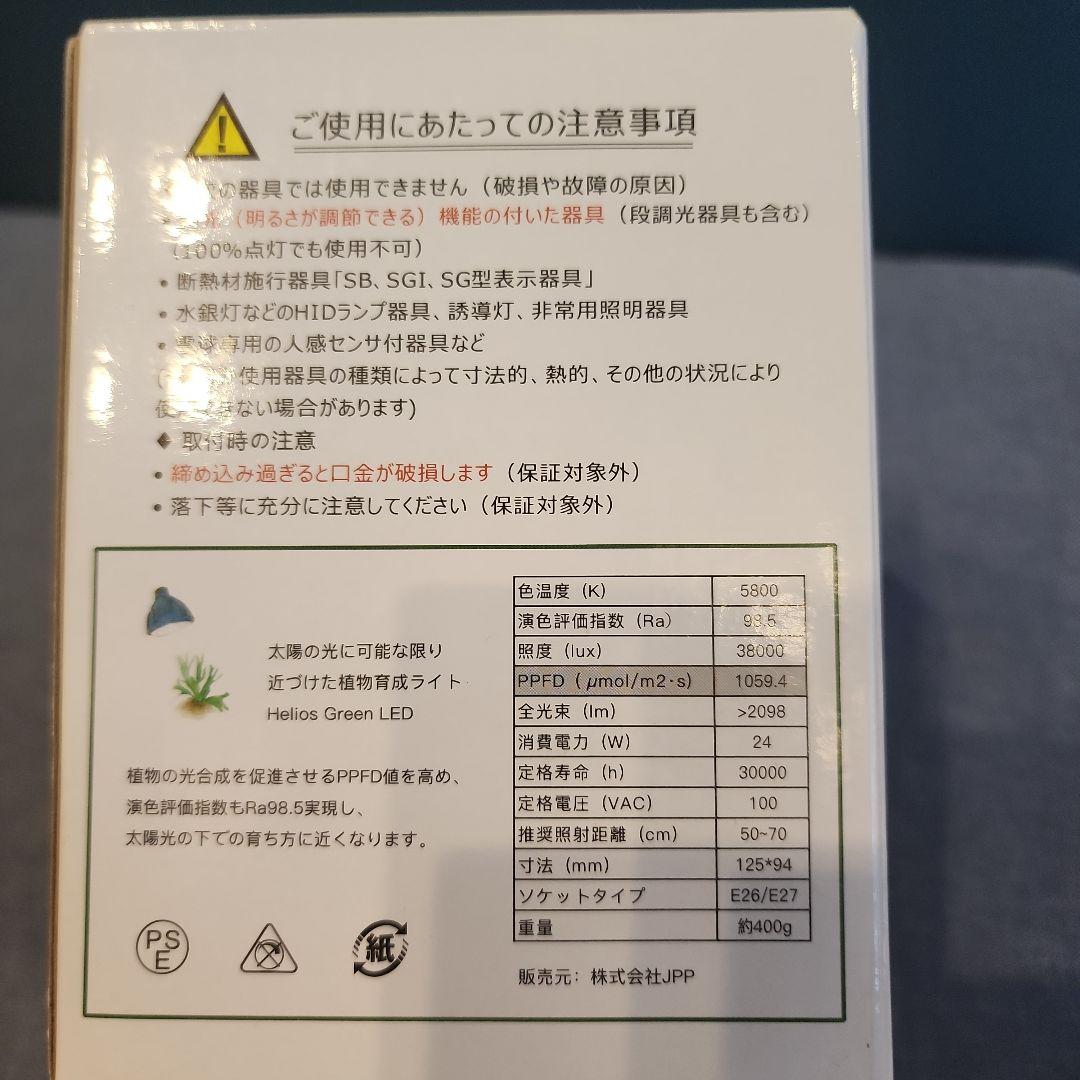 ご使用にあたっての注意事項
の器具では使用できません（破損や故障の原因）
（明るさが調節できる）機能の付いた器具（段調光器具も含む）
（100%点灯でも使用不可）
・断熱材施行器具「SB、SGI、SG型表示器具」
・水銀灯などのHIDランプ器具、誘導灯、非常用照明器具
・電球専用の人感センサ付器具など
使用器具の種類によって寸法的、熱的、その他の状況により
きない場合があります)
◆ 取付時の注意
・締め込み過ぎると口金が破損します（保証対象外）
・落下等に充分に注意してください（保証対象外）
太陽の光に可能な限り
近づけた植物育成ライト
Helios Green LED
植物の光合成を促進させるPPFD値を高め、
演色評価指数もRa98.5実現し、
太陽光の下での育ち方に近くなります。
PS
E
紙
色温度（K） 5800
演色評価指数（Ra） 98.5
照度（lux） 38000
PPFD（μmol/m2·s） 1059.4
全光束（lm） >2098
消費電力（W） 24
定格寿命（h） 30000
定格電圧（VAC） 100
推奨照射距離（cm） 50~70
寸法（mm） 125*94
ソケットタイプ E26/E27
重量 約400g
販売元：株式会社JPP